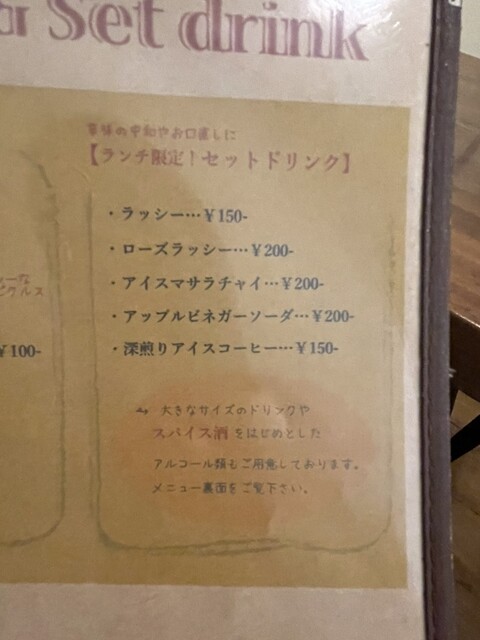 & Set drink
辛味の中和やお口直しに
【ランチ限定！セットドリンク】
・ラッシー…￥150-
・ローズラッシー…￥200-
・アイスマサラチャイ…￥200-
・アップルビネガーソーダ…￥200-
・深煎りアイスコーヒー…￥150-
ピクルス
￥100-
→ 大きなサイズのドリンクや
スパイス酒をはじめとした
アルコール類もご用意しております。
メニュー裏面をご覧下さい。